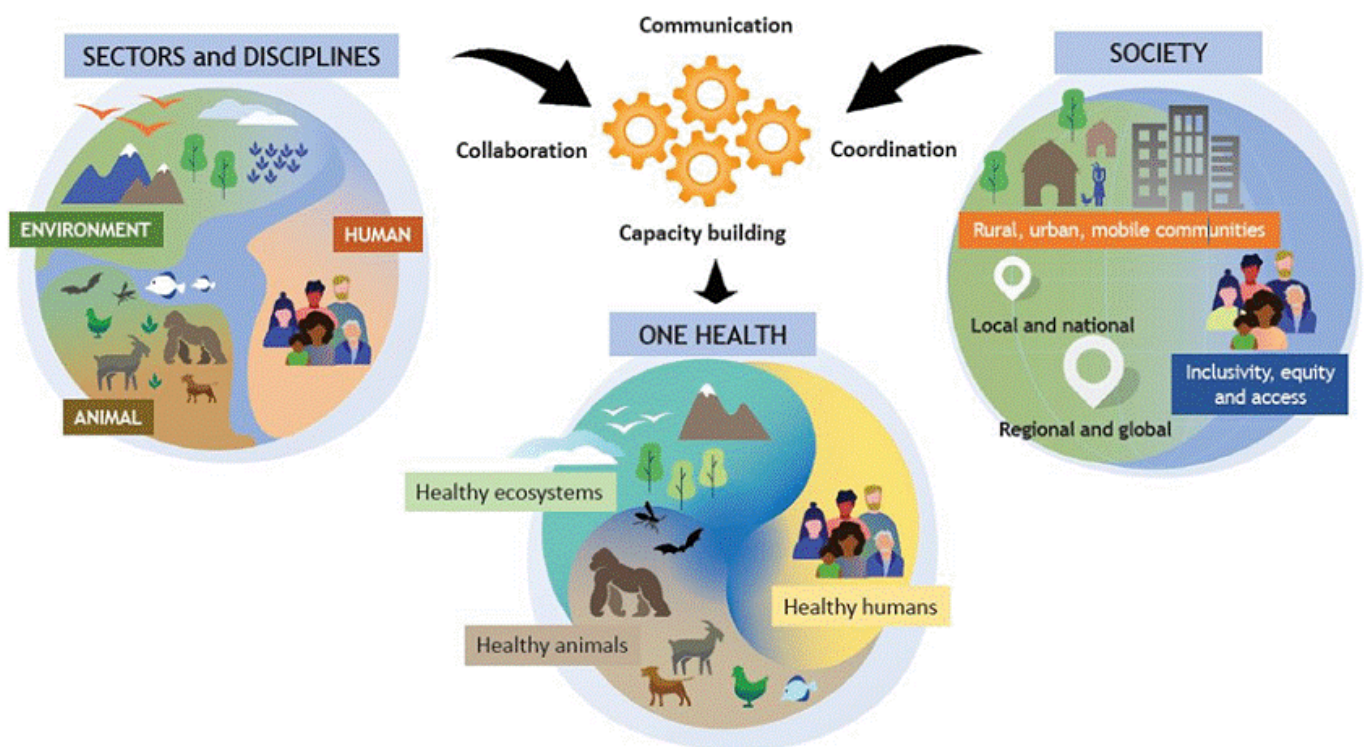 Communication
SECTORS and DISCIPLINES
SOCIETY
Collaboration
Coordination
ENVIRONMENT
HUMAN
Capacity building
Rural, urban, mobile communities
ANIMAL
ONE HEALTH
Local and national
Inclusivity, equity
and access
Regional and global
Healthy ecosystems
Healthy humans
Healthy animals